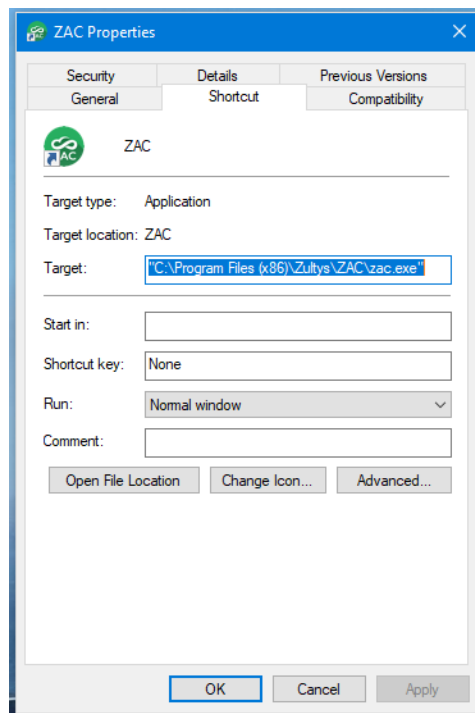 ZAC Properties
Security Details Previous Versions
General Shortcut Compatibility
AC ZAC
Target type: Application
Target location: ZAC
Target: "C:\Program Files (x86)\Zultys\ZAC\zac.exe"
Start in:
Shortcut key: None
Run: Normal window
Comment:
Open File Location Change Icon... Advanced...
OK Cancel Apply